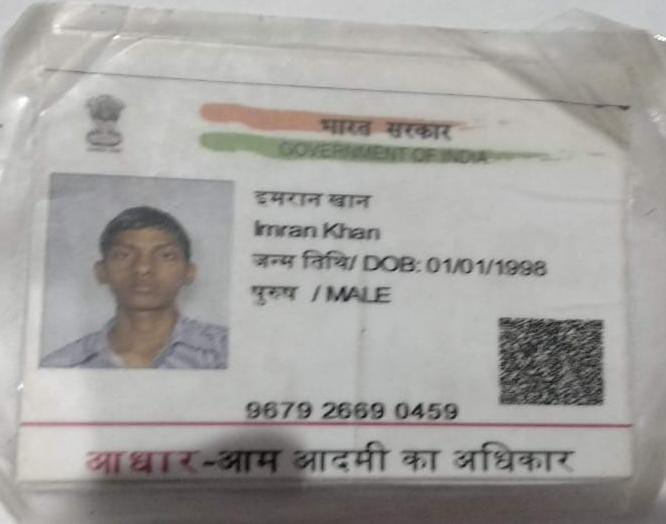 भारत सरकार
GOVERNMENT OF INDIA
इमरान खान
Imran Khan
जन्म तिथि/ DOB: 01/01/1998
पुरुष / MALE
9679 2669 0459
आधार-आम आदमी का अधिकार